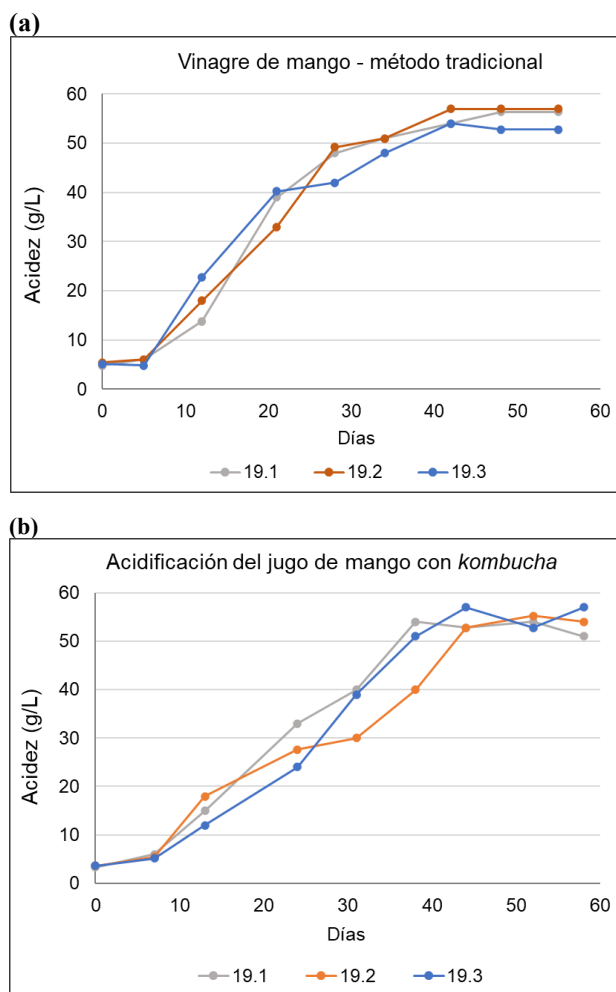 (a)
Vinagre de mango - método tradicional
60
50
40
30
20
10
0
Acidez (g/L)
0 10 20 30 40 50 60
Días
19.1 19.2 19.3
(b)
Acidificación del jugo de mango con kombucha
60
50
40
30
20
10
0
Acidez (g/L)
0 10 20 30 40 50 60
Días
19.1 19.2 19.3